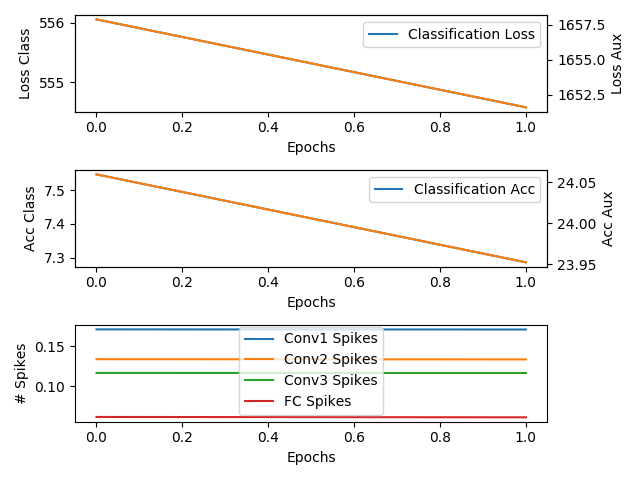 Loss Class
556
555
Classification Loss
1657.5
1655.0
1652.5
Loss Aux
0.0 0.2 0.4 0.6 0.8 1.0
Epochs
Acc Class
7.5
7.4
7.3
Classification Acc
24.05
24.00
23.95
Acc Aux
0.0 0.2 0.4 0.6 0.8 1.0
Epochs
# Spikes
0.15
0.10
Conv1 Spikes
Conv2 Spikes
Conv3 Spikes
FC Spikes
0.0 0.2 0.4 0.6 0.8 1.0
Epochs